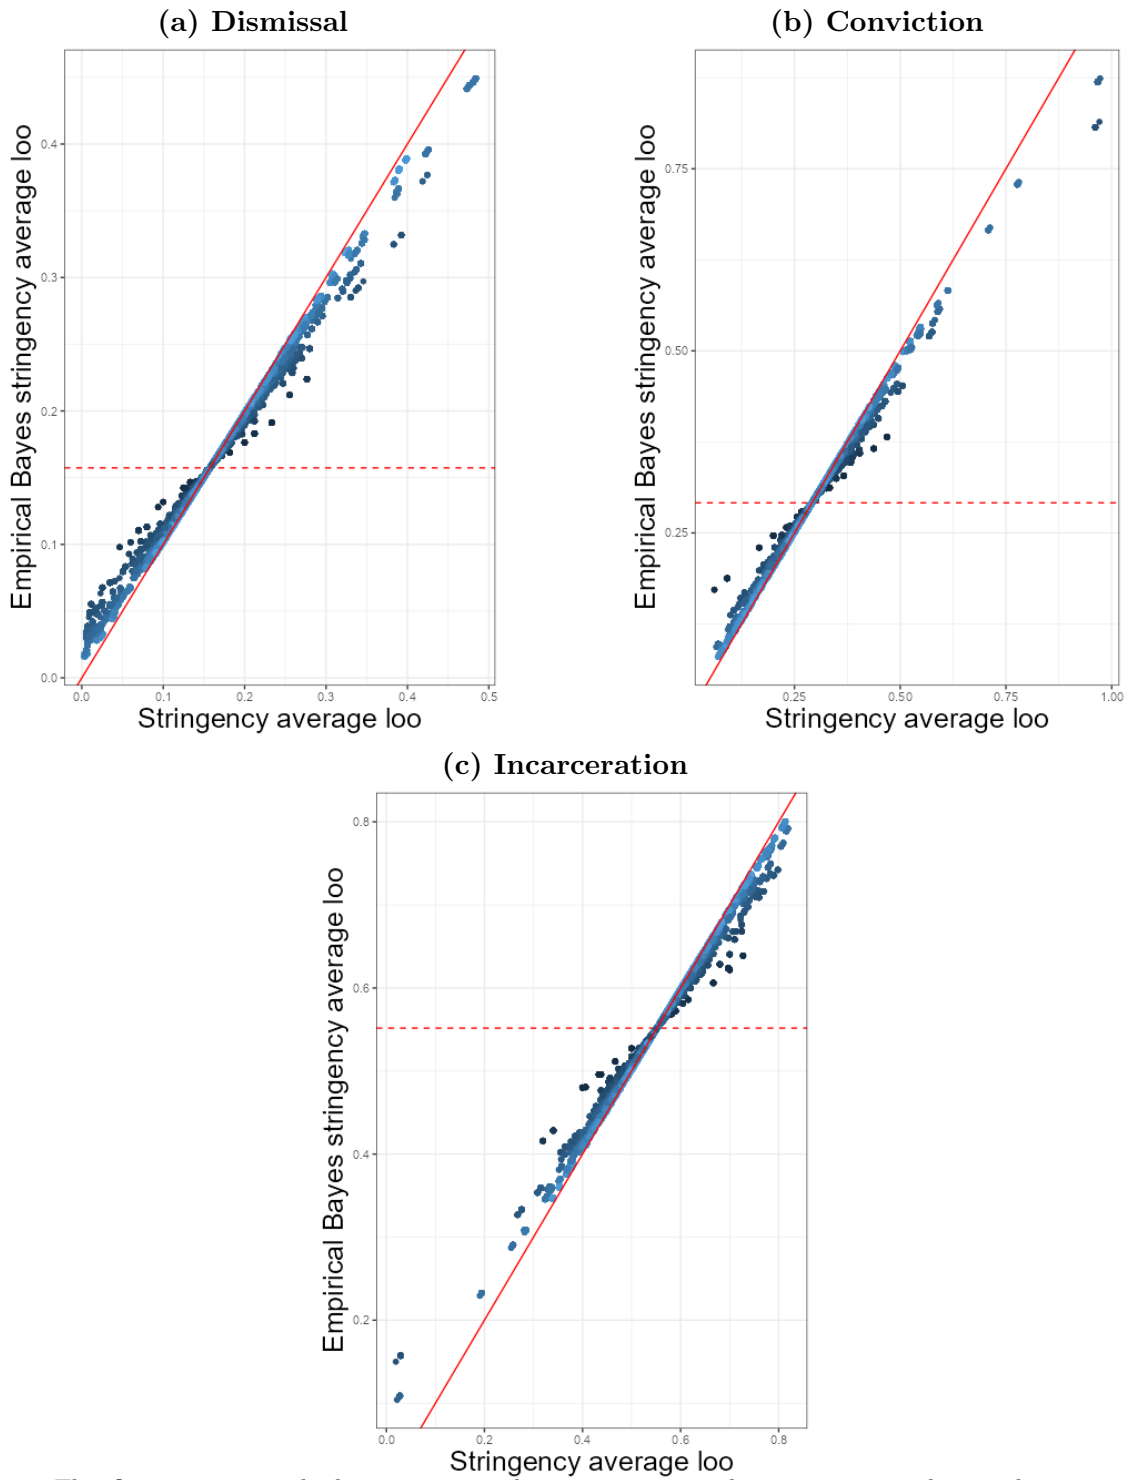 (a) Dismissal
(b) Conviction
Empirical Bayes stringency average loo
0.4
0.3
0.2
0.1
0.0
0.0 0.1 0.2 0.3 0.4 0.5
Stringency average loo
Empirical Bayes stringency average loo
0.75
0.50
0.25
0.25 0.50 0.75 1.00
Stringency average loo
(c) Incarceration
Empirical Bayes stringency average loo
0.8
0.6
0.4
0.2
0.0 0.2 0.4 0.6 0.8
Stringency average loo